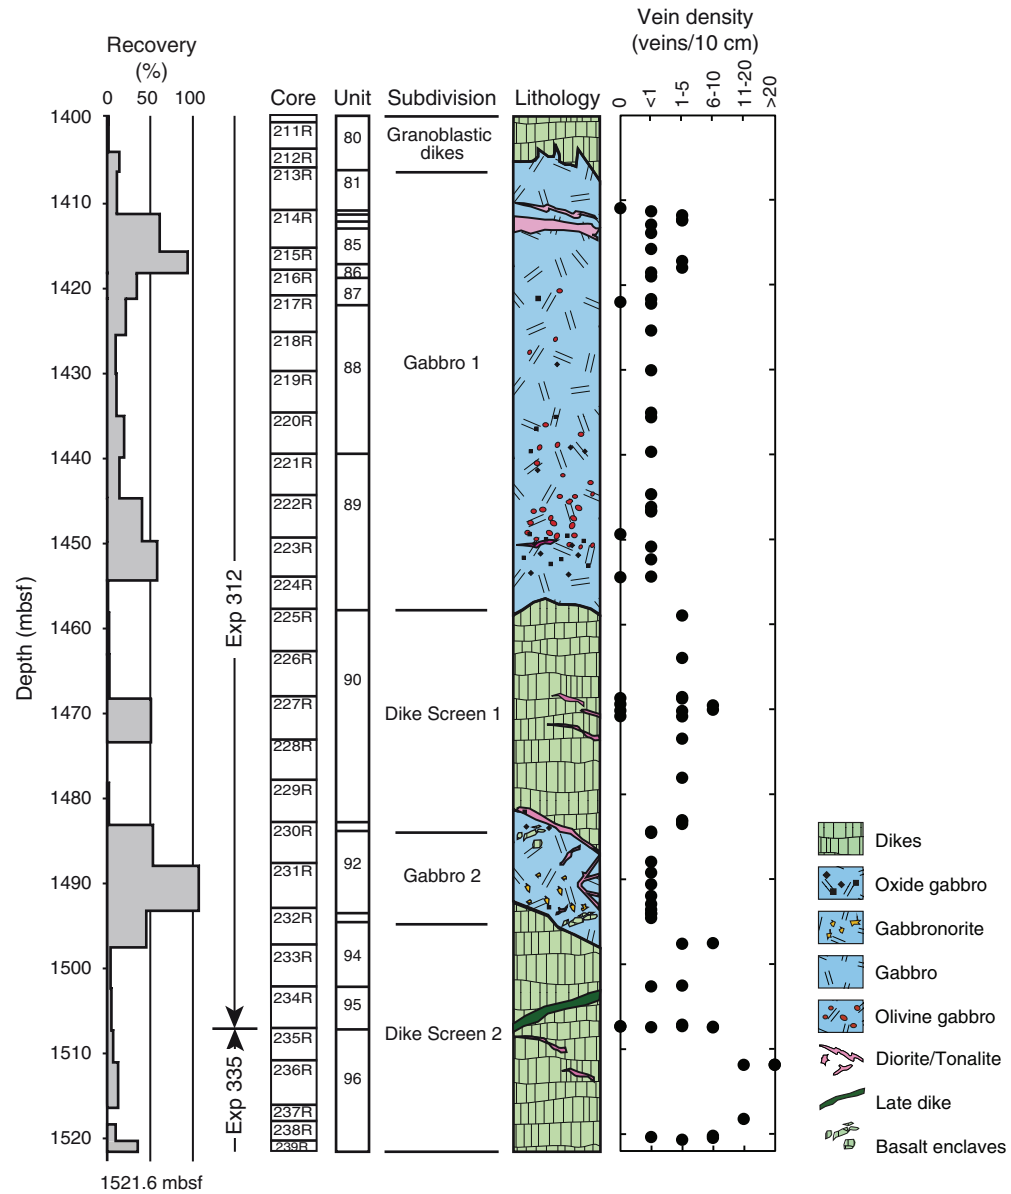 Vein density
(veins/10 cm)
Recovery
(%)
0 50 100
Core Unit Subdivision Lithology
0 <1 1-5 6-10 11-20 >20
Depth (mbsf)
1400
1410
1420
1430
1440
1450
1460
1470
1480
1490
1500
1510
1520
1521.6 mbsf
Exp 312
Exp 335
211R
212R
213R
214R
215R
216R
217R
218R
219R
220R
221R
222R
223R
224R
225R
226R
227R
228R
229R
230R
231R
232R
233R
234R
235R
236R
237R
238R
239R
80
81
85
86
87
88
89
90
92
94
95
96
Granoblastic
dikes
Gabbro 1
Dike Screen 1
Gabbro 2
Dike Screen 2
Dikes
Oxide gabbro
Gabbronorite
Gabbro
Olivine gabbro
Diorite/Tonalite
Late dike
Basalt enclaves